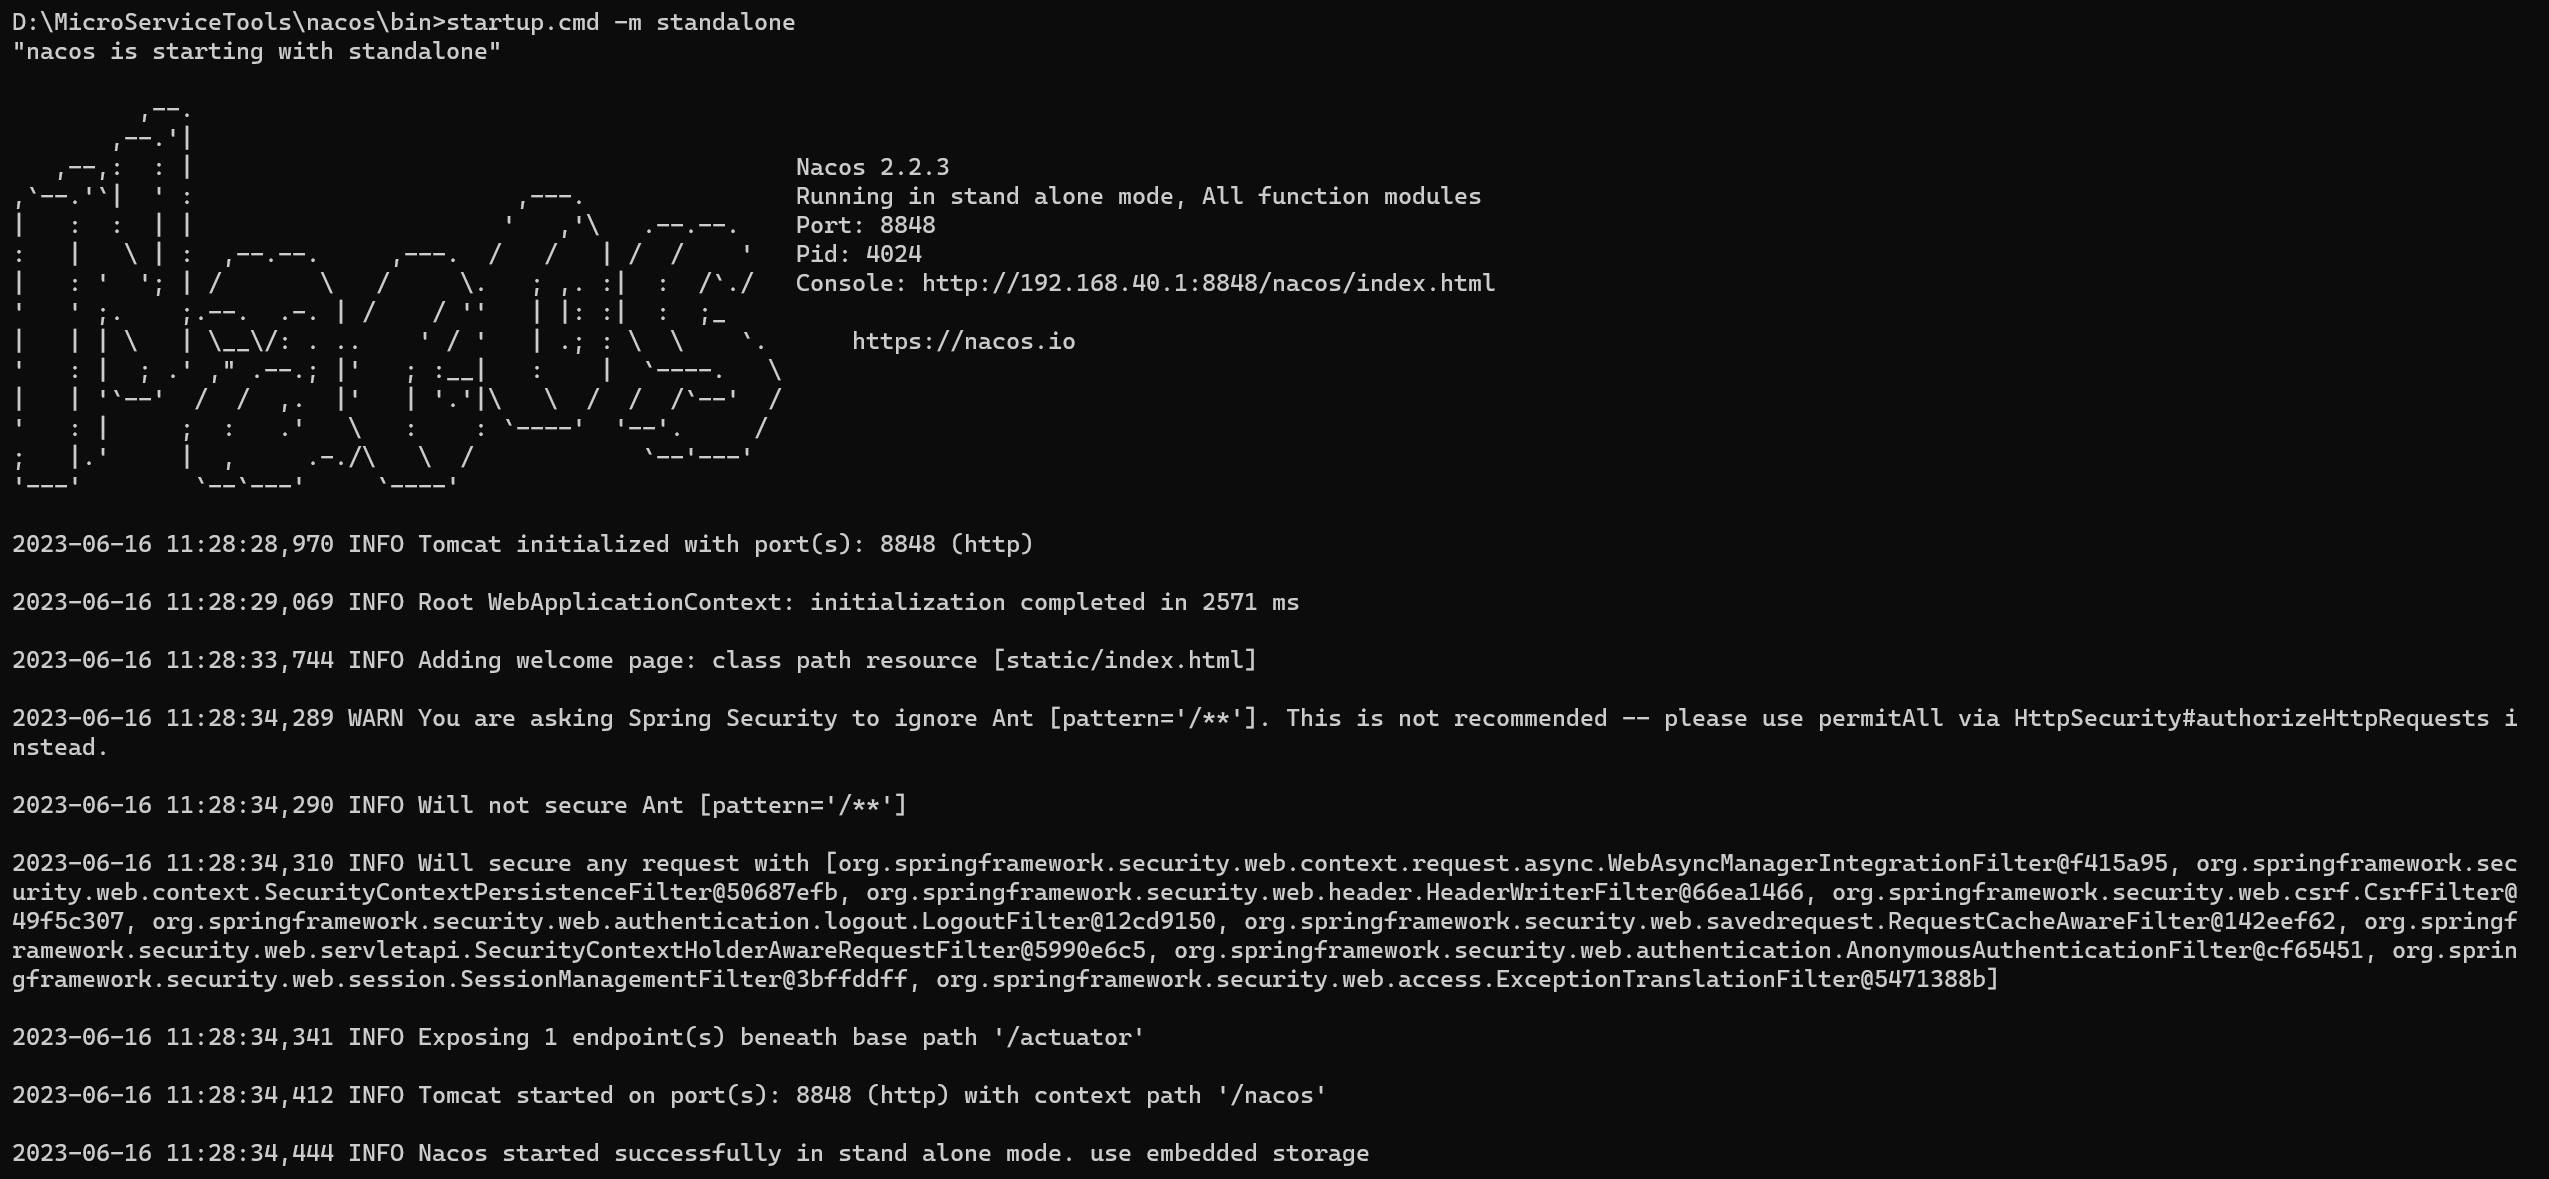 D:\MicroServiceTools\nacos\bin>startup.cmd -m standalone
"nacos is starting with standalone"
         ,--.
       ,--.'|
   ,--,:  : |                                           Nacos 2.2.3
,`--.'`|  ' :                       ,---.               Running in stand alone mode, All function modules
|   :  :  | |                      '   ,'\   .--.--.    Port: 8848
:   |   \ | :  ,--.--.     ,---.  /   /   | /  /    '   Pid: 4024
|   : '  '; | /       \   /     \.   ; ,. :|  :  /`./   Console: http://192.168.40.1:8848/nacos/index.html
'   ' ;.    ;.--.  .-. | /    / ''   | |: :|  :  ;_
|   | | \   | \__\/: . ..    ' / '   | .; : \  \    `.      https://nacos.io
'   : |  ; .' ," .--.; |'   ; :__|   :    |  `----.   \
|   | '`--'  /  /  ,.  |'   | '.'|\   \  /  /  /`--'  /
'   : |     ;  :   .'   \   :    : `----'  '--'.     /
;   |.'     |  ,     .-./\   \  /            `--'---'
'---'        `--`---'     `----'
2023-06-16 11:28:28,970 INFO Tomcat initialized with port(s): 8848 (http)
2023-06-16 11:28:29,069 INFO Root WebApplicationContext: initialization completed in 2571 ms
2023-06-16 11:28:33,744 INFO Adding welcome page: class path resource [static/index.html]
2023-06-16 11:28:34,289 WARN You are asking Spring Security to ignore Ant [pattern='/**']. This is not recommended -- please use permitAll via HttpSecurity#authorizeHttpRequests i
nstead.
2023-06-16 11:28:34,290 INFO Will not secure Ant [pattern='/**']
2023-06-16 11:28:34,310 INFO Will secure any request with [org.springframework.security.web.context.request.async.WebAsyncManagerIntegrationFilter@f415a95, org.springframework.sec
urity.web.context.SecurityContextPersistenceFilter@50687efb, org.springframework.security.web.header.HeaderWriterFilter@66ea1466, org.springframework.security.web.csrf.CsrfFilter@
49f5c307, org.springframework.security.web.authentication.logout.LogoutFilter@12cd9150, org.springframework.security.web.savedrequest.RequestCacheAwareFilter@142eef62, org.springf
ramework.security.web.servletapi.SecurityContextHolderAwareRequestFilter@5990e6c5, org.springframework.security.web.authentication.AnonymousAuthenticationFilter@cf65451, org.sprin
gframework.security.web.session.SessionManagementFilter@3bffddff, org.springframework.security.web.access.ExceptionTranslationFilter@5471388b]
2023-06-16 11:28:34,341 INFO Exposing 1 endpoint(s) beneath base path '/actuator'
2023-06-16 11:28:34,412 INFO Tomcat started on port(s): 8848 (http) with context path '/nacos'
2023-06-16 11:28:34,444 INFO Nacos started successfully in stand alone mode. use embedded storage